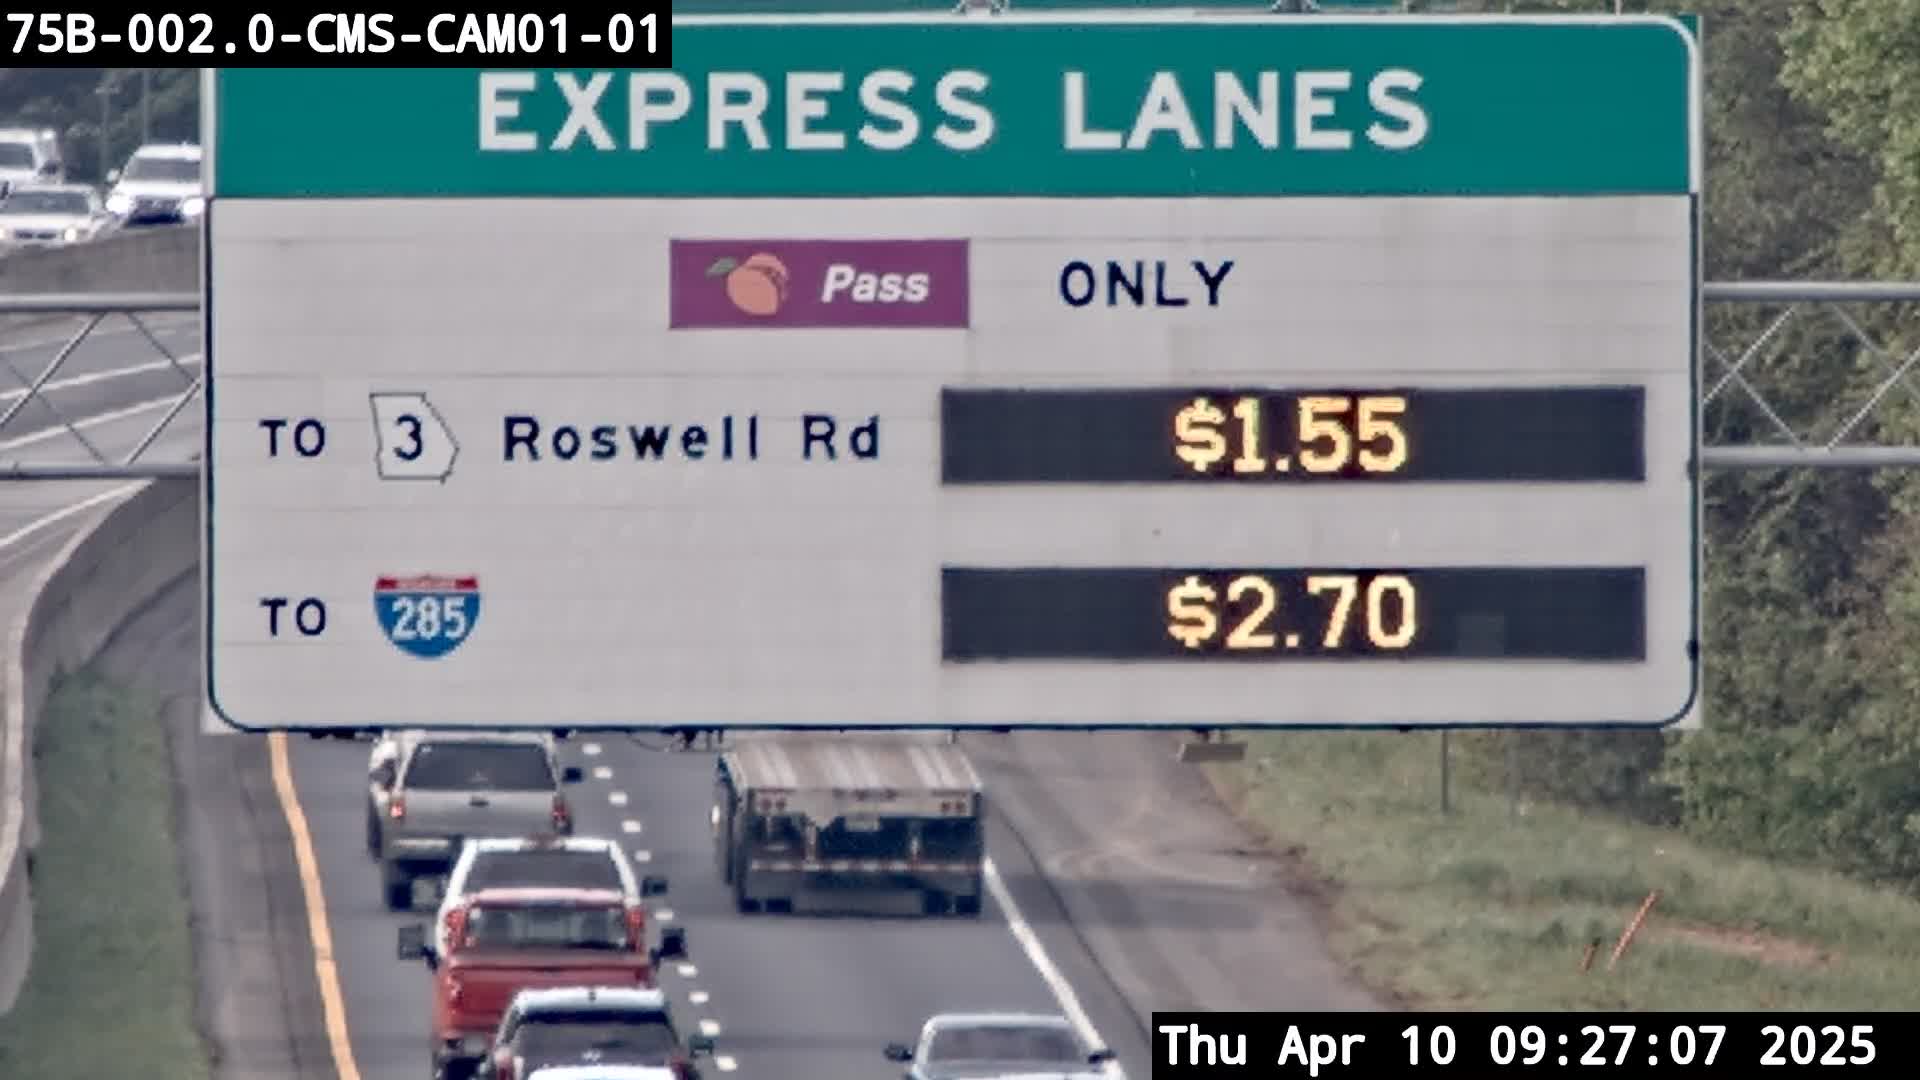 75B-002.0-CMS-CAM01-01
EXPRESS LANES
Pass ONLY
TO 3 Roswell Rd $1.55
TO 285 $2.70
Thu Apr 10 09:27:07 2025